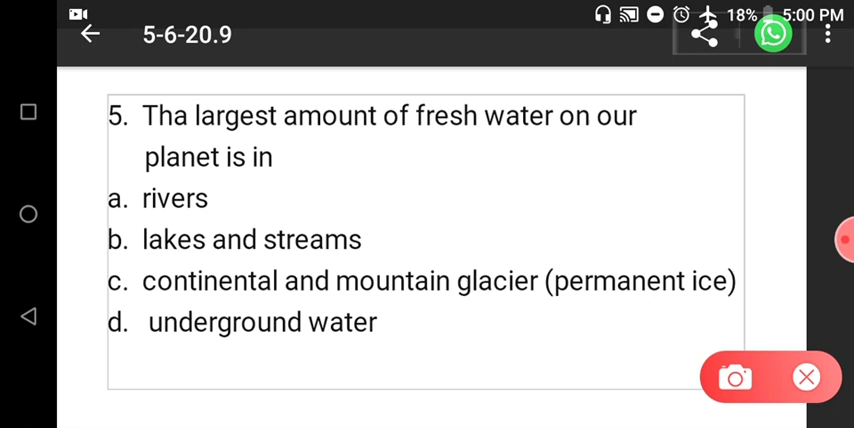 18% 5:00 PM
5-6-20.9
5. Tha largest amount of fresh water on our
planet is in
a. rivers
b. lakes and streams
c. continental and mountain glacier (permanent ice)
d. underground water